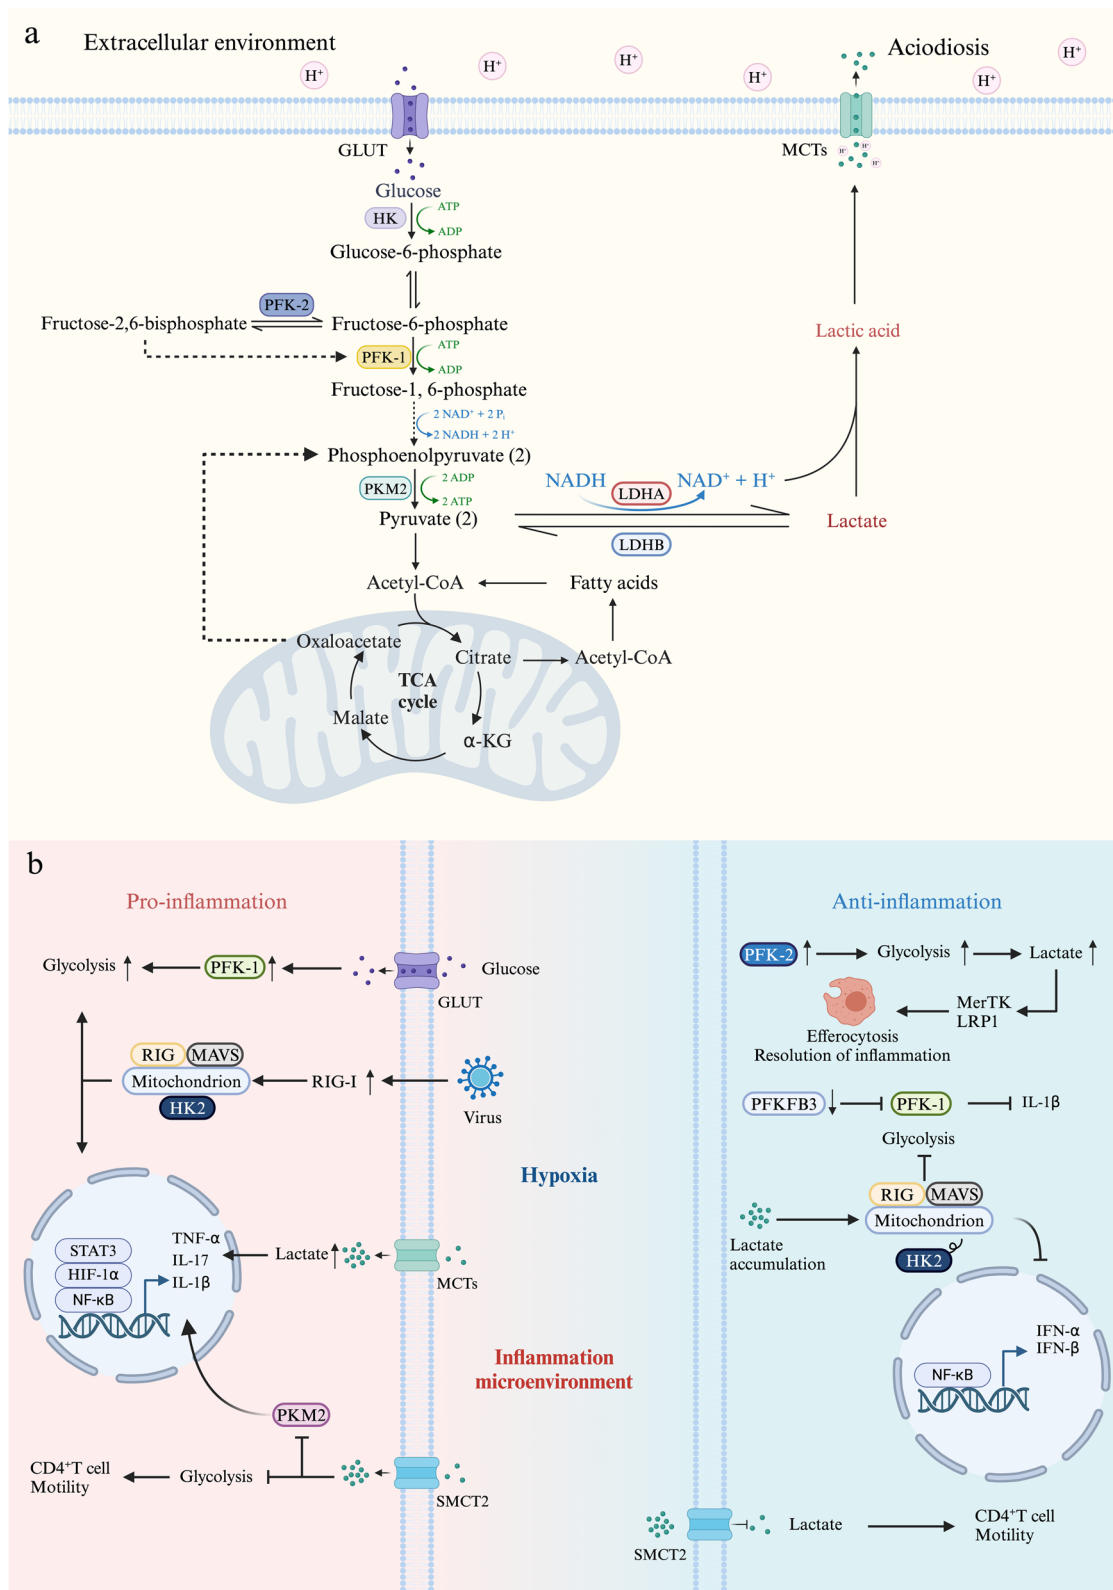 a
Extracellular environment
Aciodiosis
H⁺
H⁺
H⁺
H⁺
H⁺
H⁺
GLUT
MCTs
H⁺
H⁺
H⁺
Glucose
HK
ATP
ADP
Glucose-6-phosphate
PFK-2
Fructose-2,6-bisphosphate
Fructose-6-phosphate
Lactic acid
PFK-1
ATP
ADP
Fructose-1, 6-phosphate
2 NAD⁺ + 2 Pᵢ
2 NADH + 2 H⁺
Phosphoenolpyruvate (2)
PKM2
2 ADP
2 ATP
NADH
LDHA
NAD⁺ + H⁺
Pyruvate (2)
Lactate
LDHB
Acetyl-CoA
Fatty acids
Oxaloacetate
Citrate
Acetyl-CoA
TCA
cycle
Malate
α-KG
b
Pro-inflammation
Anti-inflammation
Glycolysis
PFK-1
Glucose
GLUT
PFK-2
Glycolysis
Lactate
MerTK
LRP1
Efferocytosis
Resolution of inflammation
RIG
MAVS
Mitochondrion
HK2
RIG-I
Virus
PFKFB3
PFK-1
IL-1β
Glycolysis
Hypoxia
RIG
MAVS
Mitochondrion
HK2
Lactate
accumulation
STAT3
HIF-1α
NF-κB
TNF-α
IL-17
IL-1β
Lactate
MCTs
IFN-α
IFN-β
NF-κB
Inflammation
microenvironment
PKM2
CD4⁺T cell
Motility
Glycolysis
SMCT2
SMCT2
Lactate
CD4⁺T cell
Motility